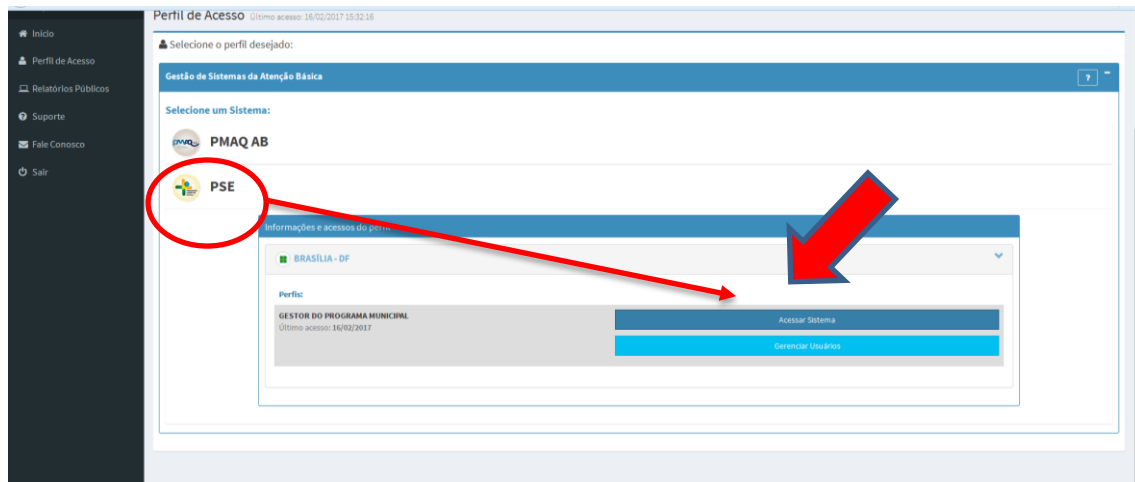 Perfil de Acesso Último acesso: 16/02/2017 15:32:16
Início
Perfil de Acesso
Relatórios Públicos
Suporte
Fale Conosco
Sair
Selecione o perfil desejado:
Gestão de Sistemas da Atenção Básica
?
Selecione um Sistema:
PMAQ AB
PSE
Informações e acessos do perfil
BRASÍLIA - DF
Perfis:
GESTOR DO PROGRAMA MUNICIPAL
Último acesso: 16/02/2017
Acessar Sistema
Gerenciar Usuários